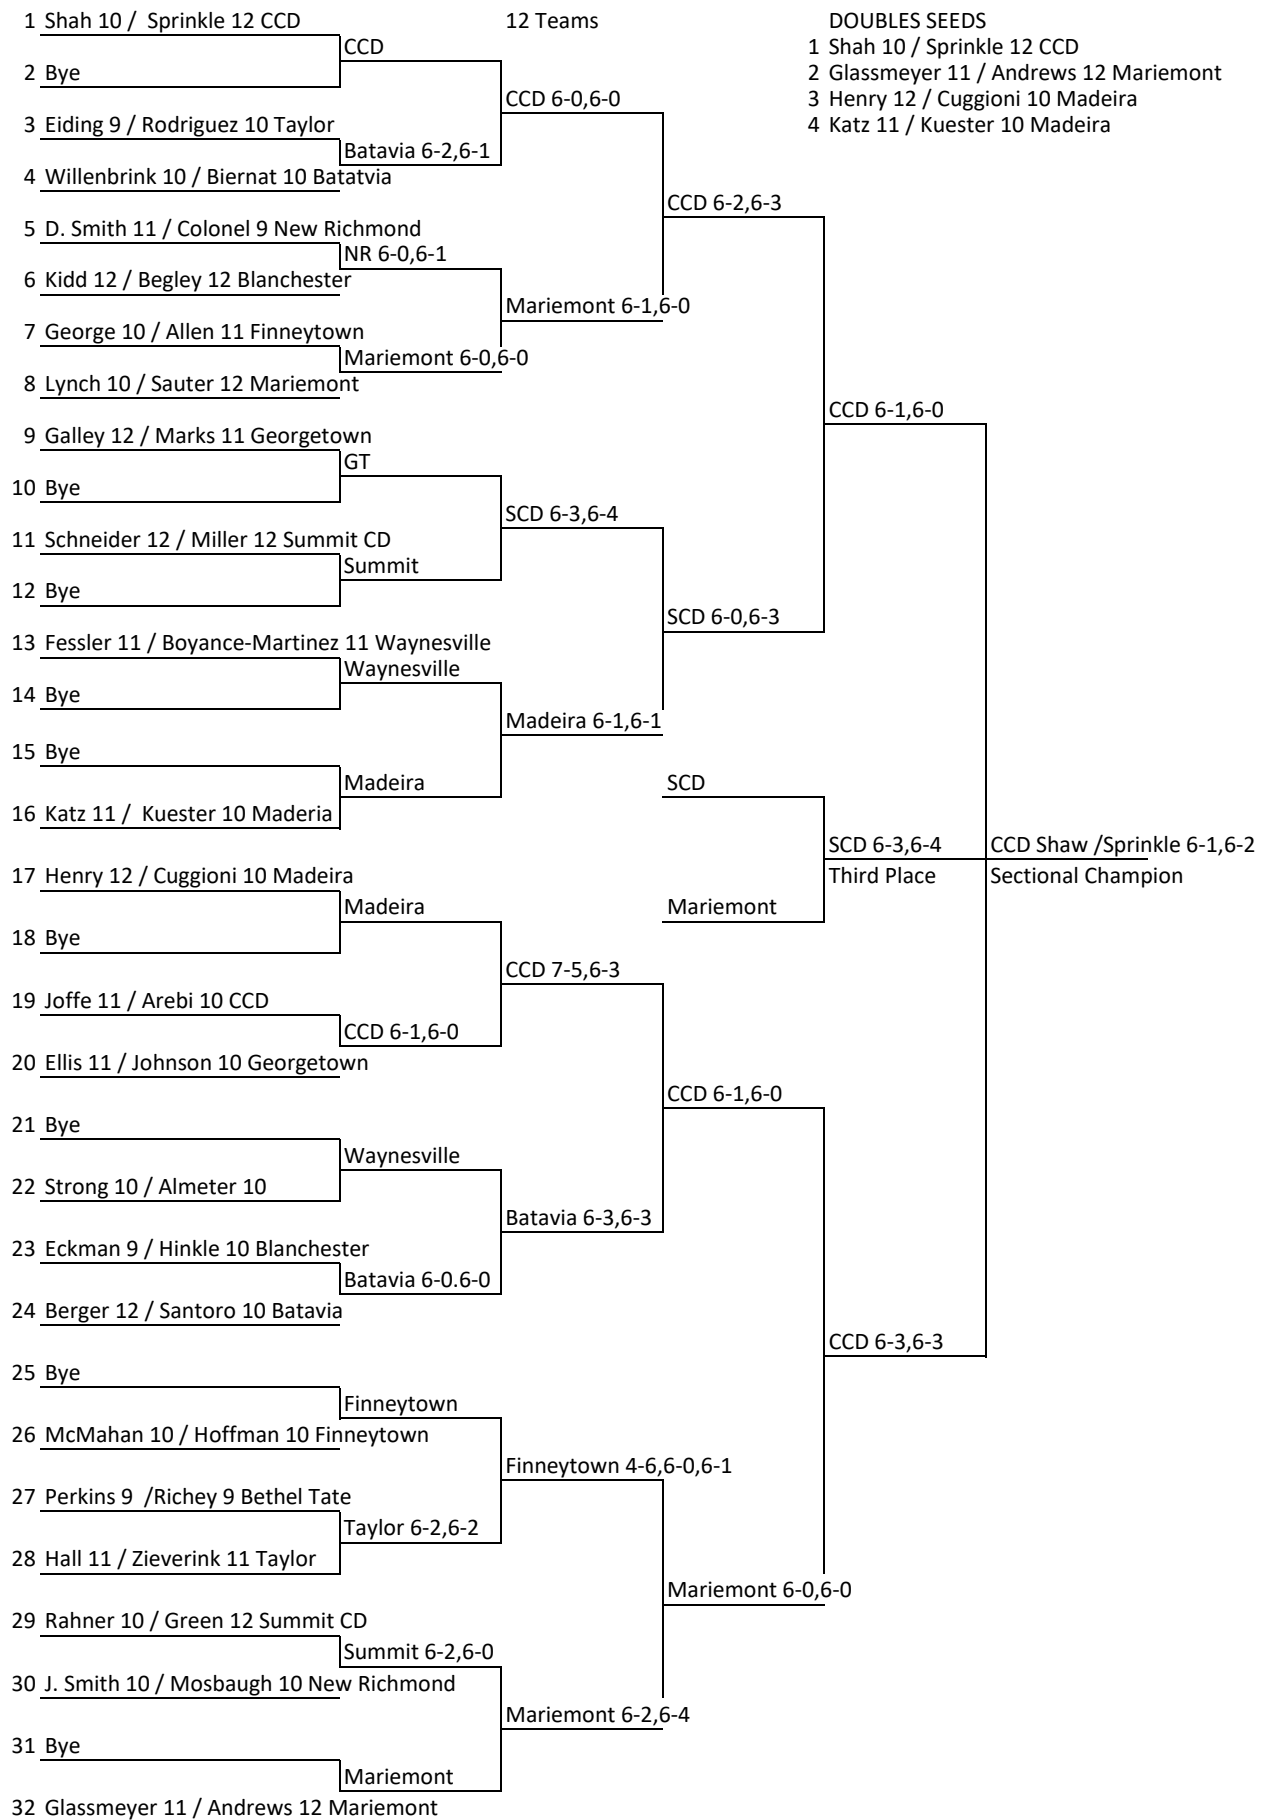 1 Shah 10 /  Sprinkle 12 CCD
12 Teams
DOUBLES SEEDS
CCD
1 Shah 10 / Sprinkle 12 CCD
2 Bye
2 Glassmeyer 11 / Andrews 12 Mariemont
CCD 6-0,6-0
3 Henry 12 / Cuggioni 10 Madeira
3 Eiding 9 / Rodriguez 10 Taylor
4 Katz 11 / Kuester 10 Madeira
Batavia 6-2,6-1
4 Willenbrink 10 / Biernat 10 Batatvia
CCD 6-2,6-3
5 D. Smith 11 / Colonel 9 New Richmond
NR 6-0,6-1
6 Kidd 12 / Begley 12 Blanchester
Mariemont 6-1,6-0
7 George 10 / Allen 11 Finneytown
Mariemont 6-0,6-0
8 Lynch 10 / Sauter 12 Mariemont
CCD 6-1,6-0
9 Galley 12 / Marks 11 Georgetown
GT
10 Bye
SCD 6-3,6-4
11 Schneider 12 / Miller 12 Summit CD
Summit
12 Bye
SCD 6-0,6-3
13 Fessler 11 / Boyance-Martinez 11 Waynesville
Waynesville
14 Bye
Madeira 6-1,6-1
15 Bye
Madeira
SCD
16 Katz 11 /  Kuester 10 Maderia
SCD 6-3,6-4
CCD Shaw /Sprinkle 6-1,6-2
17 Henry 12 / Cuggioni 10 Madeira
Third Place
Sectional Champion
Madeira
Mariemont
18 Bye
CCD 7-5,6-3
19 Joffe 11 / Arebi 10 CCD
CCD 6-1,6-0
20 Ellis 11 / Johnson 10 Georgetown
CCD 6-1,6-0
21 Bye
Waynesville
22 Strong 10 / Almeter 10
Batavia 6-3,6-3
23 Eckman 9 / Hinkle 10 Blanchester
Batavia 6-0.6-0
24 Berger 12 / Santoro 10 Batavia
CCD 6-3,6-3
25 Bye
Finneytown
26 McMahan 10 / Hoffman 10 Finneytown
Finneytown 4-6,6-0,6-1
27 Perkins 9  /Richey 9 Bethel Tate
Taylor 6-2,6-2
28 Hall 11 / Zieverink 11 Taylor
Mariemont 6-0,6-0
29 Rahner 10 / Green 12 Summit CD
Summit 6-2,6-0
30 J. Smith 10 / Mosbaugh 10 New Richmond
Mariemont 6-2,6-4
31 Bye
Mariemont
32 Glassmeyer 11 / Andrews 12 Mariemont